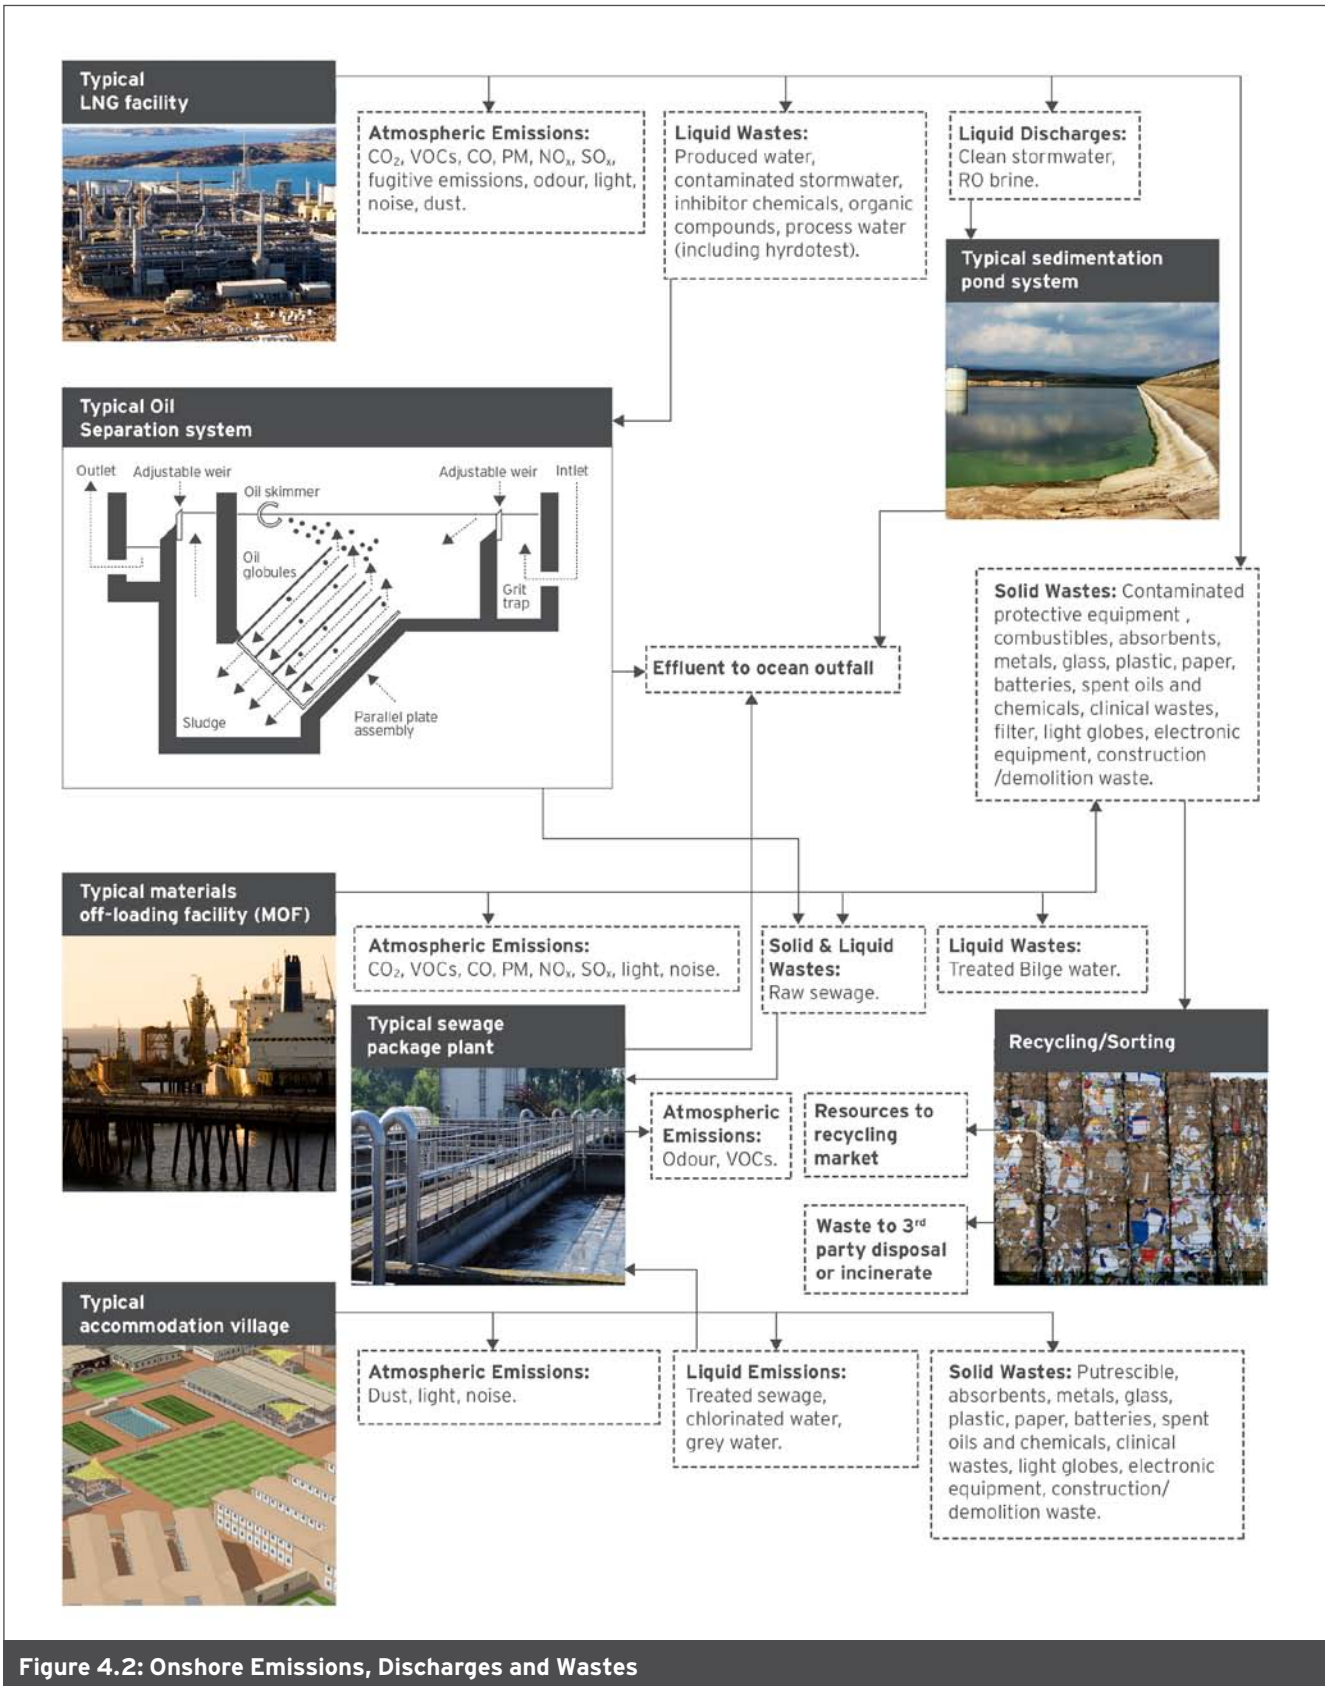 Typical
LNG facility
Atmospheric Emissions:
CO₂, VOCs, CO, PM, NOₓ, SOₓ,
fugitive emissions, odour, light,
noise, dust.
Liquid Wastes:
Produced water,
contaminated stormwater,
inhibitor chemicals, organic
compounds, process water
(including hyrdotest).
Liquid Discharges:
Clean stormwater,
RO brine.
Typical sedimentation
pond system
Typical Oil
Separation system
Outlet
Adjustable weir
Oil skimmer
Adjustable weir
Intlet
Oil
globules
Grit
trap
Sludge
Parallel plate
assembly
Effluent to ocean outfall
Solid Wastes: Contaminated
protective equipment ,
combustibles, absorbents,
metals, glass, plastic, paper,
batteries, spent oils and
chemicals, clinical wastes,
filter, light globes, electronic
equipment, construction
/demolition waste.
Typical materials
off-loading facility (MOF)
Atmospheric Emissions:
CO₂, VOCs, CO, PM, NOₓ, SOₓ, light, noise.
Solid & Liquid
Wastes:
Raw sewage.
Liquid Wastes:
Treated Bilge water.
Typical sewage
package plant
Recycling/Sorting
Atmospheric
Emissions:
Odour, VOCs.
Resources to
recycling
market
Waste to 3ʳᵈ
party disposal
or incinerate
Typical
accommodation village
Atmospheric Emissions:
Dust, light, noise.
Liquid Emissions:
Treated sewage,
chlorinated water,
grey water.
Solid Wastes: Putrescible,
absorbents, metals, glass,
plastic, paper, batteries, spent
oils and chemicals, clinical
wastes, light globes, electronic
equipment, construction/
demolition waste.
Figure 4.2: Onshore Emissions, Discharges and Wastes